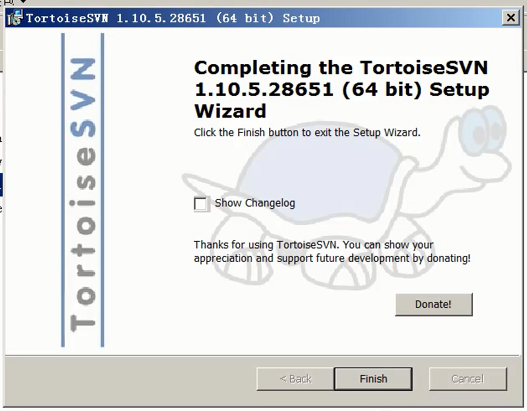 TortoiseSVN 1.10.5.28651 (64 bit) Setup
TortoiseSVN
Completing the TortoiseSVN
1.10.5.28651 (64 bit) Setup
Wizard
Click the Finish button to exit the Setup Wizard.
Show Changelog
Thanks for using TortoiseSVN. You can show your
appreciation and support future development by donating!
Donate!
< Back
Finish
Cancel